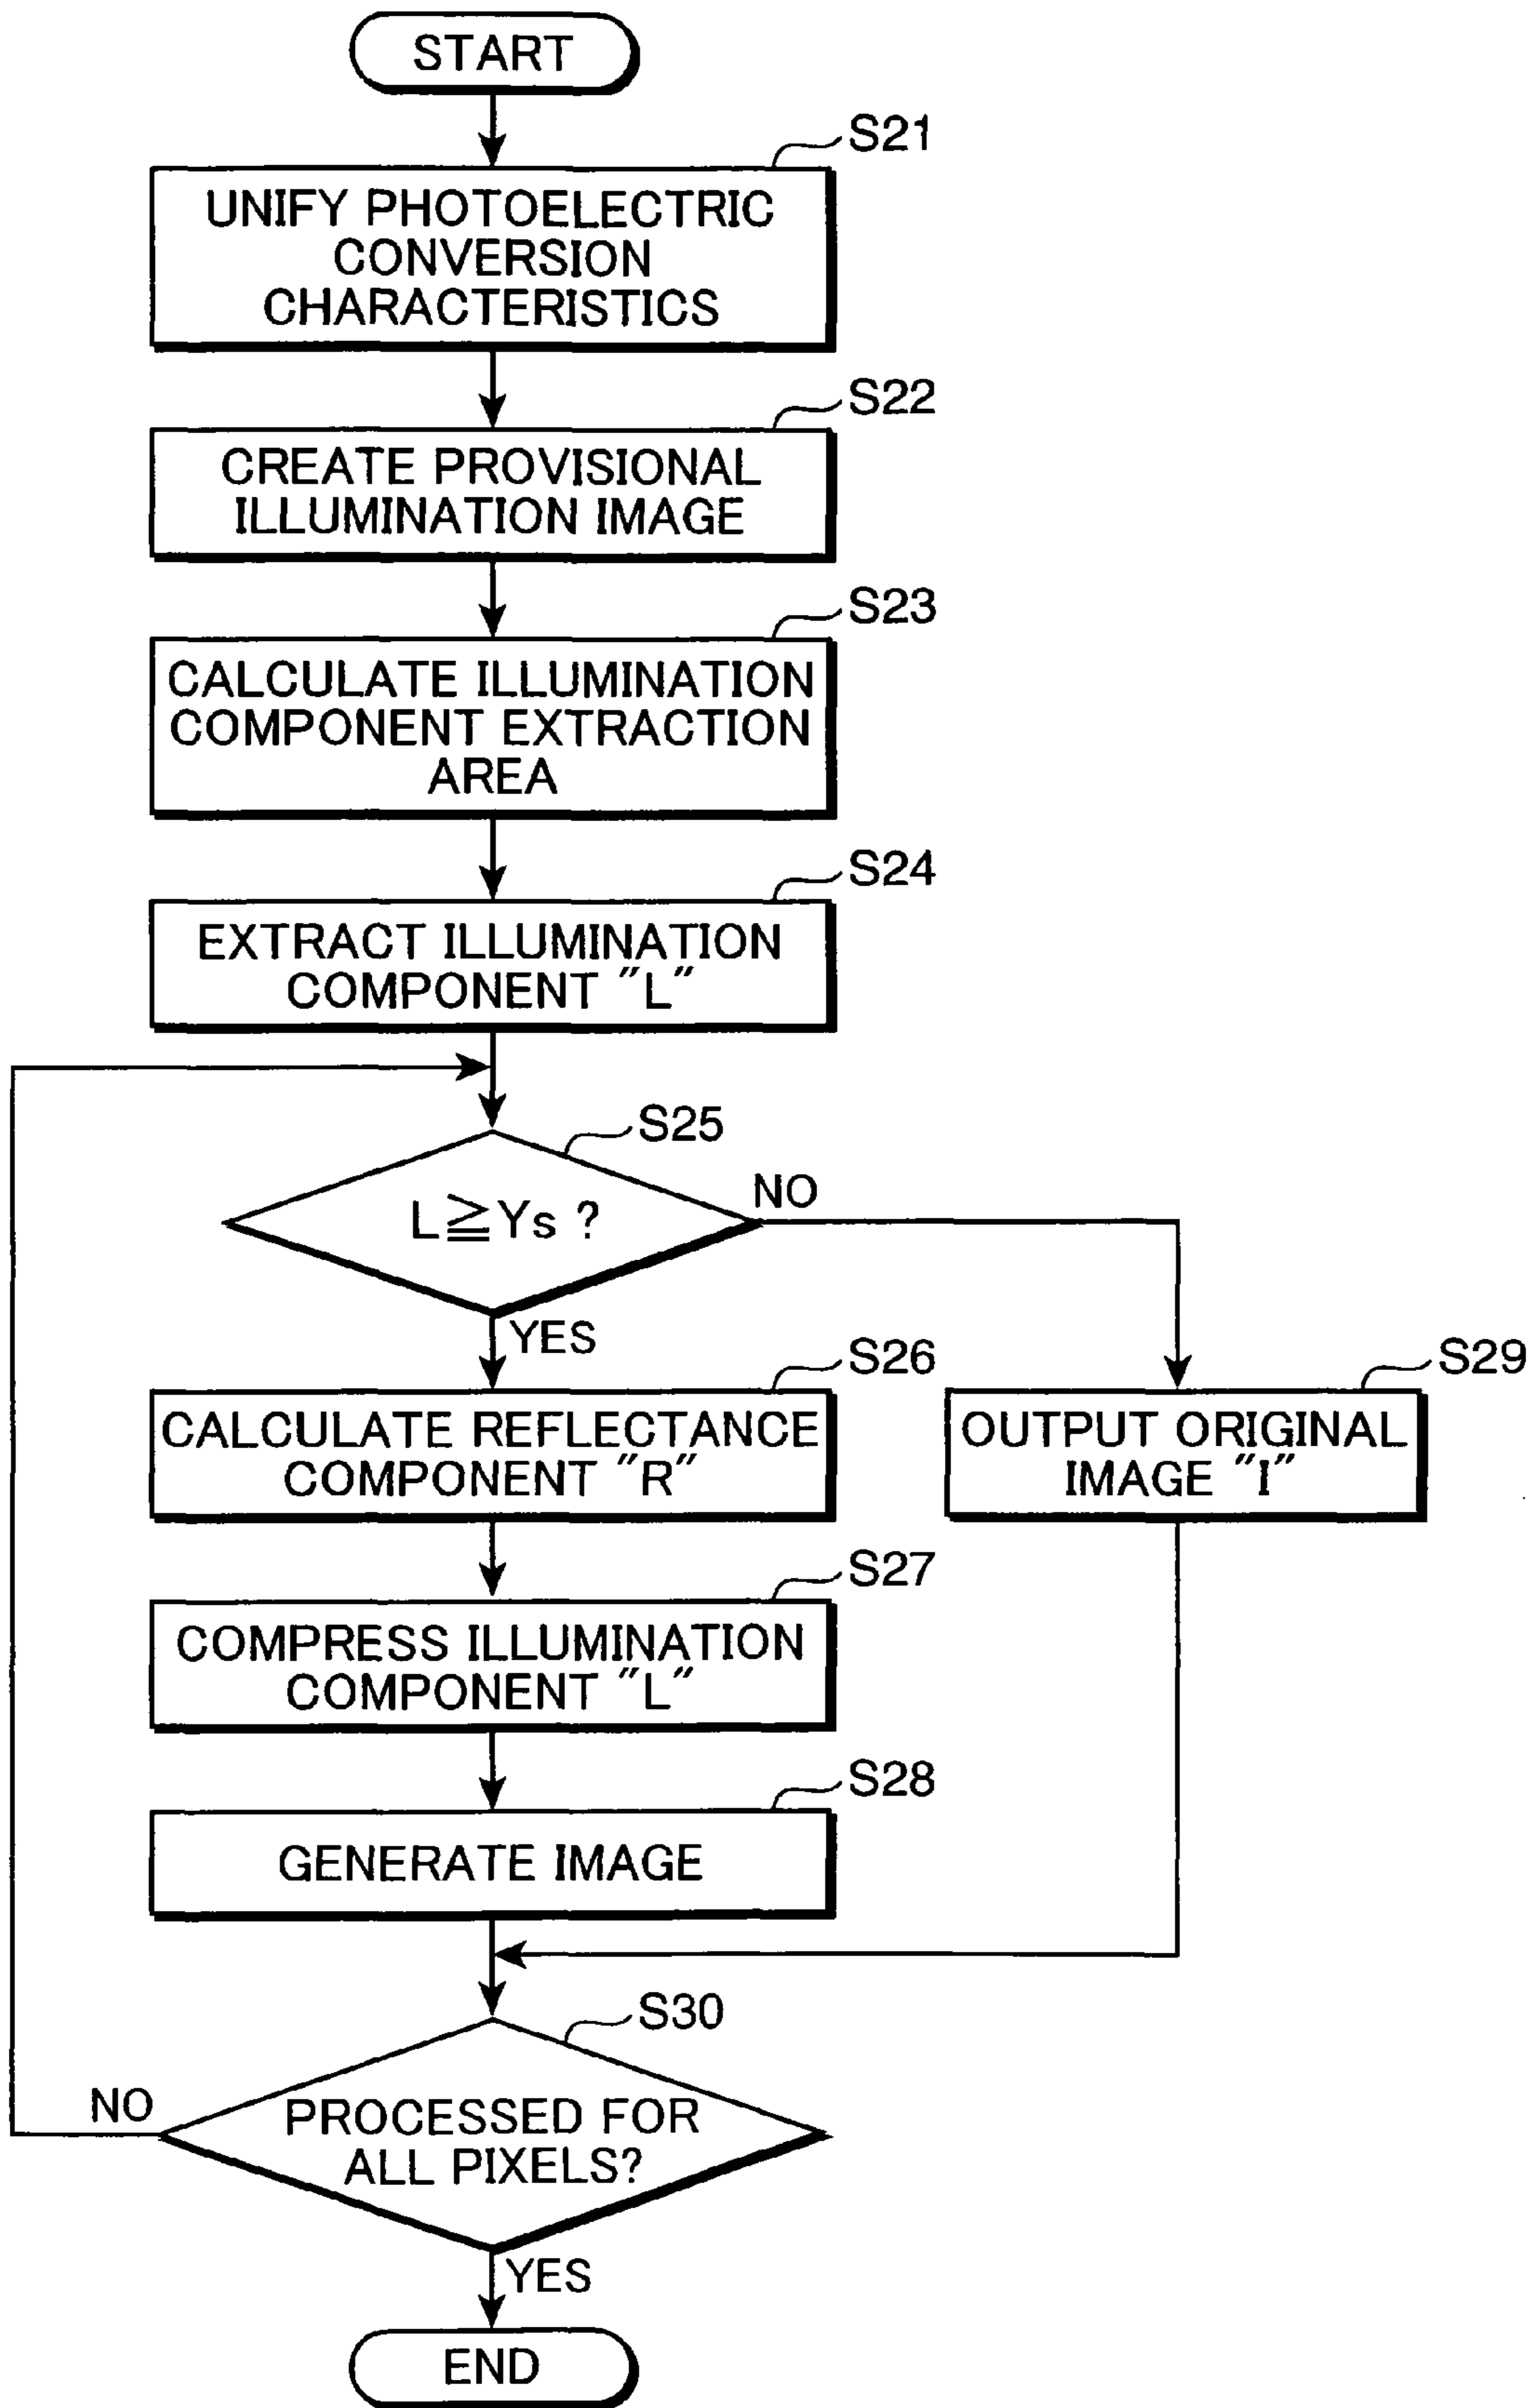 START
S21
UNIFY PHOTOELECTRIC
CONVERSION
CHARACTERISTICS
S22
CREATE PROVISIONAL
ILLUMINATION IMAGE
S23
CALCULATE ILLUMINATION
COMPONENT EXTRACTION
AREA
S24
EXTRACT ILLUMINATION
COMPONENT "L"
S25
L≧Ys ?
NO
YES
S26
CALCULATE REFLECTANCE
COMPONENT "R"
S29
OUTPUT ORIGINAL
IMAGE "I"
S27
COMPRESS ILLUMINATION
COMPONENT "L"
S28
GENERATE IMAGE
S30
NO
PROCESSED FOR
ALL PIXELS?
YES
END